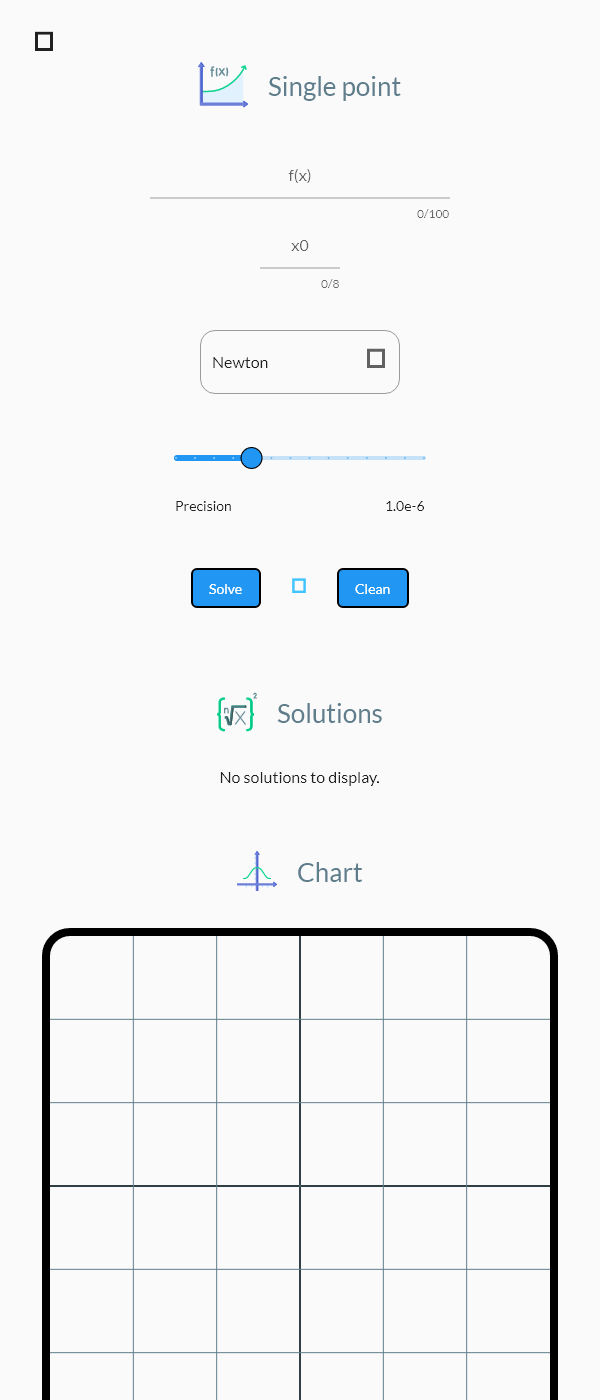 f(x)
Single point
f(x)
0/100
x0
0/8
Newton
Precision 1.0e-6
Solve Clean
{n√x}²
Solutions
No solutions to display.
Chart